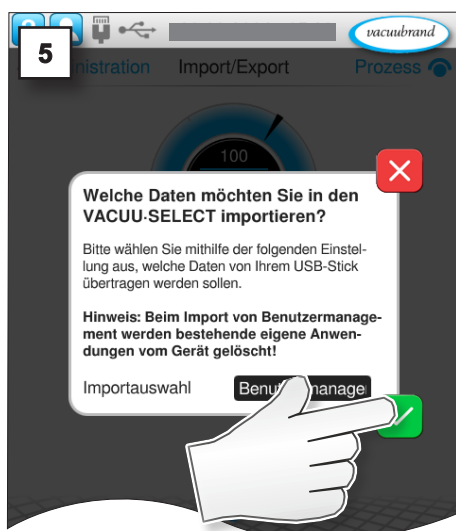 5
vacuubrand
nistration Import/Export Prozess
100
Welche Daten möchten Sie in den
VACUU·SELECT importieren?
Bitte wählen Sie mithilfe der folgenden Einstel-
lung aus, welche Daten von Ihrem USB-Stick
übertragen werden sollen.
Hinweis: Beim Import von Benutzermanage-
ment werden bestehende eigene Anwen-
dungen vom Gerät gelöscht!
Importauswahl